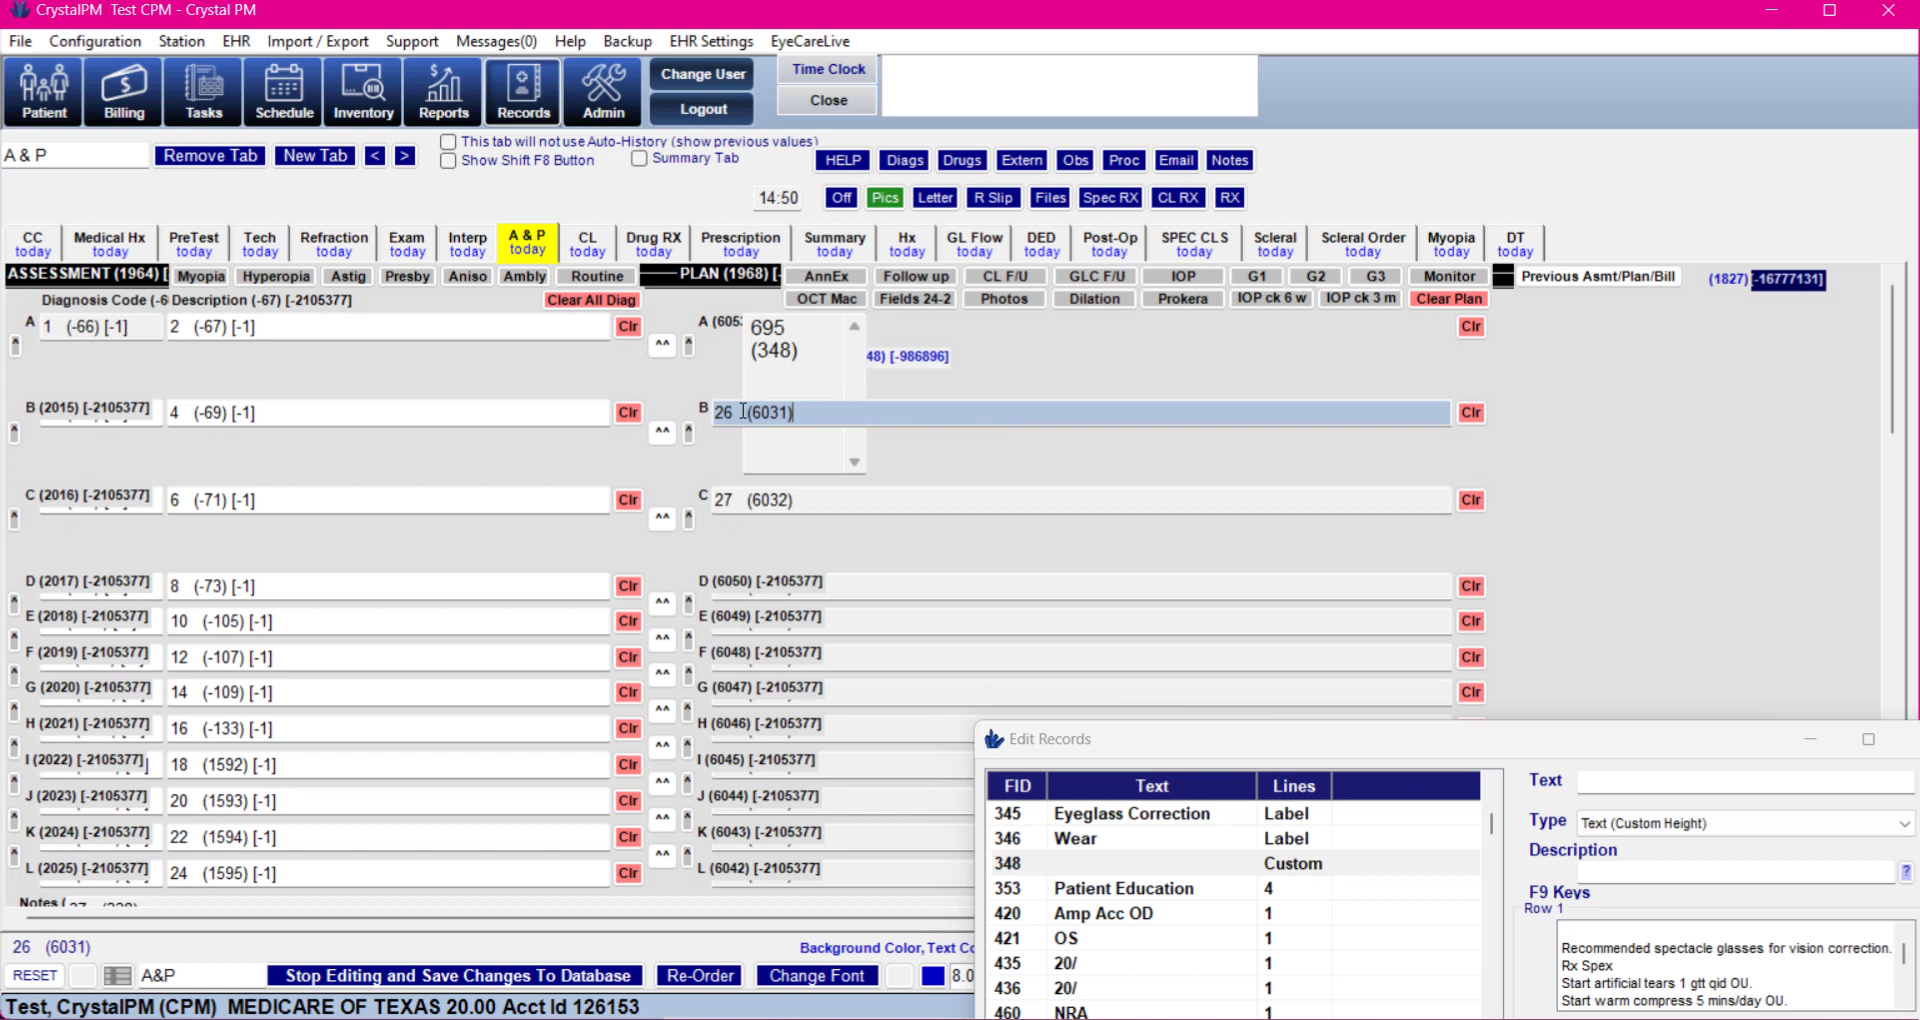 CrystalPM  Test CPM - Crystal PM
File Configuration Station EHR Import / Export Support Messages(0) Help Backup EHR Settings EyeCareLive
Patient Billing Tasks Schedule Inventory Reports Records Admin
Change User
Logout
Time Clock
Close
A & P
Remove Tab New Tab < >
This tab will not use Auto-History (show previous values)
Show Shift F8 Button Summary Tab
HELP Diags Drugs Extern Obs Proc Email Notes
14:50 Off Pics Letter R Slip Files Spec RX CL RX RX
CC Medical Hx PreTest Tech Refraction Exam Interp A & P CL Drug RX Prescription Summary Hx GL Flow DED Post-Op SPEC CLS Scleral Scleral Order Myopia DT
today today today today today today today today today today today today today today today today today today today today today
ASSESSMENT (1964) [ Myopia Hyperopia Astig Presby Aniso Ambly Routine PLAN (1968) [- AnnEx Follow up CL F/U GLC F/U IOP G1 G2 G3 Monitor Previous Asmt/Plan/Bill (1827) [-16777131]
Diagnosis Code (-6 Description (-67) [-2105377] Clear All Diag OCT Mac Fields 24-2 Photos Dilation Prokera IOP ck 6 w IOP ck 3 m Clear Plan
A 1 (-66) [-1] 2 (-67) [-1] Clr ^^ ^ A (605 695 Clr
(348)
48) [-986896]
B (2015) [-2105377] 4 (-69) [-1] Clr ^^ ^ B 26 (6031) Clr
C (2016) [-2105377] 6 (-71) [-1] Clr ^^ ^ C 27 (6032) Clr
D (2017) [-2105377] 8 (-73) [-1] Clr ^^ ^ D (6050) [-2105377] Clr
E (2018) [-2105377] 10 (-105) [-1] Clr ^^ ^ E (6049) [-2105377] Clr
F (2019) [-2105377] 12 (-107) [-1] Clr ^^ ^ F (6048) [-2105377] Clr
G (2020) [-2105377] 14 (-109) [-1] Clr ^^ ^ G (6047) [-2105377] Clr
H (2021) [-2105377] 16 (-133) [-1] Clr ^^ ^ H (6046) [-2105377]
I (2022) [-2105377] 18 (1592) [-1] Clr ^^ ^ I (6045) [-2105377]
J (2023) [-2105377] 20 (1593) [-1] Clr ^^ ^ J (6044) [-2105377]
K (2024) [-2105377] 22 (1594) [-1] Clr ^^ ^ K (6043) [-2105377]
L (2025) [-2105377] 24 (1595) [-1] Clr L (6042) [-2105377]
Notes (
26 (6031) Background Color, Text Co
RESET A&P Stop Editing and Save Changes To Database Re-Order Change Font 8.0
Test, CrystalPM (CPM) MEDICARE OF TEXAS 20.00 Acct Id 126153
Edit Records
FID Text Lines
345 Eyeglass Correction Label
346 Wear Label
348 Custom
353 Patient Education 4
420 Amp Acc OD 1
421 OS 1
435 20/ 1
436 20/ 1
460 NRA 1
Text
Type Text (Custom Height)
Description
?
F9 Keys
Row 1
Recommended spectacle glasses for vision correction.
Rx Spex
Start artificial tears 1 gtt qid OU.
Start warm compress 5 mins/day OU.